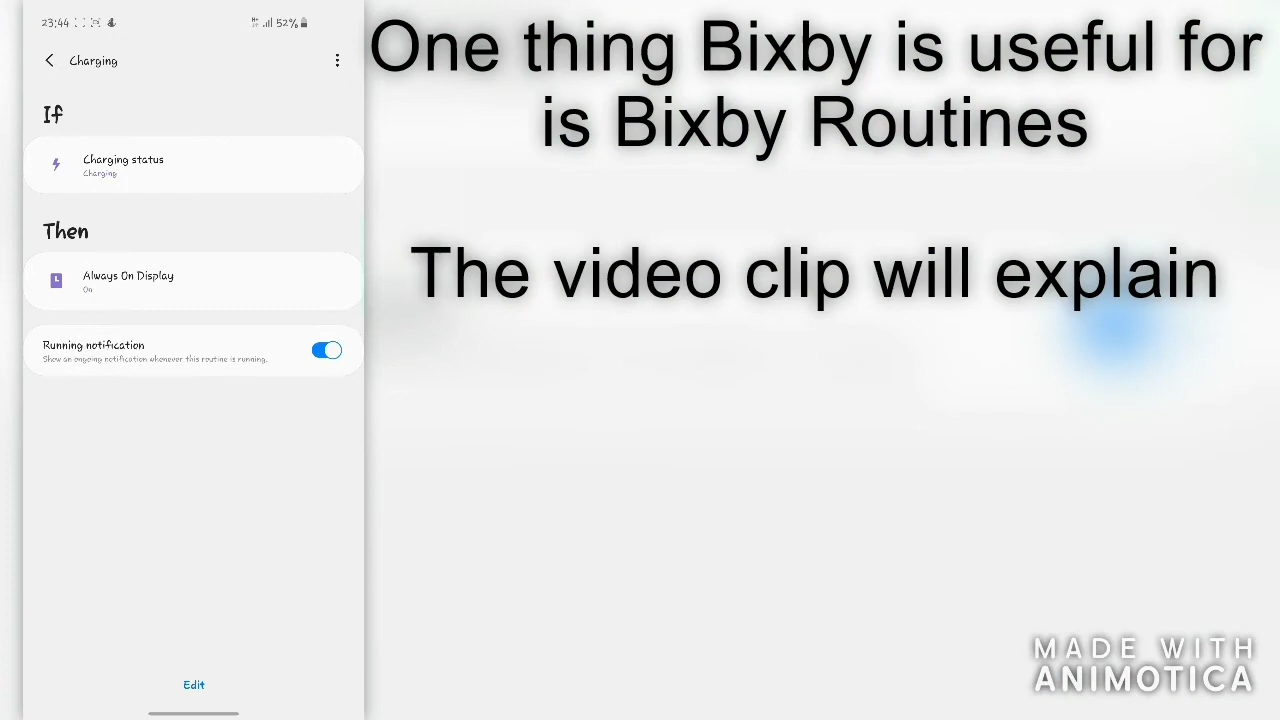 23:44
52%
Charging
If
Charging status
Charging
Then
Always On Display
On
Running notification
Show an ongoing notification whenever this routine is running.
Edit
One thing Bixby is useful for
is Bixby Routines
The video clip will explain
MADE WITH
ANIMOTICA